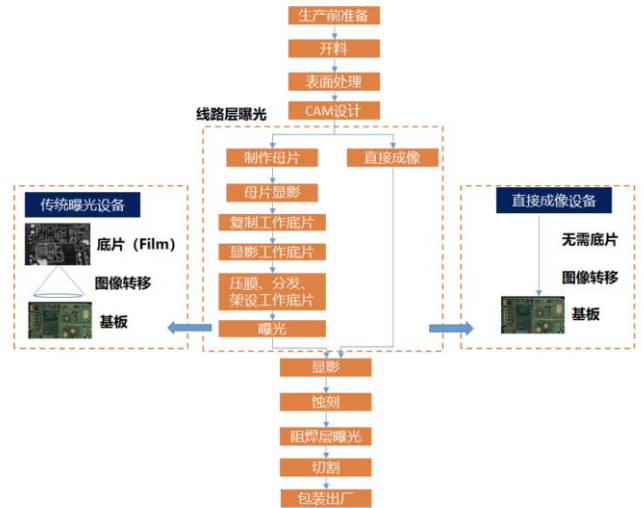 生产前准备
开料
表面处理
CAM设计
线路层曝光
制作母片
直接成像
母片显影
复制工作底片
显影工作底片
压膜、分发、
架设工作底片
曝光
传统曝光设备
底片（Film）
图像转移
基板
直接成像设备
无需底片
图像转移
基板
显影
蚀刻
阻焊层曝光
切割
包装出厂